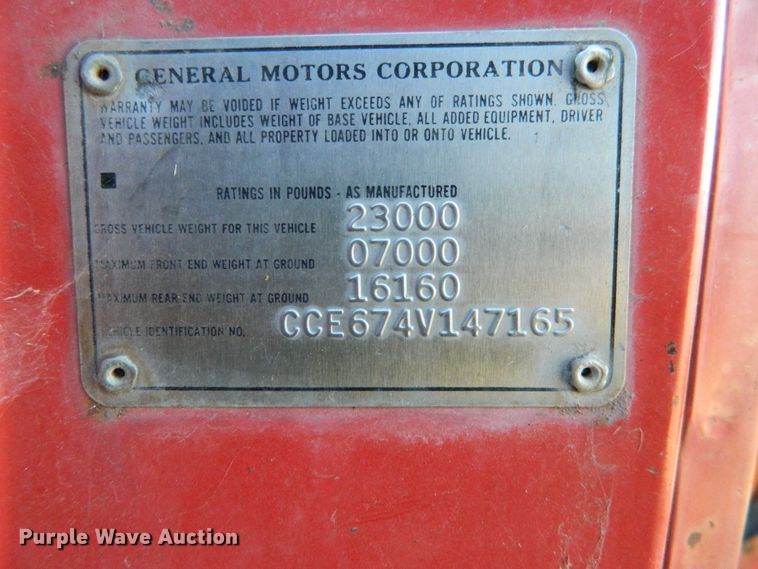 GENERAL MOTORS CORPORATION
WARRANTY MAY BE VOIDED IF WEIGHT EXCEEDS ANY OF RATINGS SHOWN. GROSS
VEHICLE WEIGHT INCLUDES WEIGHT OF BASE VEHICLE, ALL ADDED EQUIPMENT, DRIVER
AND PASSENGERS, AND ALL PROPERTY LOADED INTO OR ONTO VEHICLE.
RATINGS IN POUNDS - AS MANUFACTURED
GROSS VEHICLE WEIGHT FOR THIS VEHICLE 23000
MAXIMUM FRONT END WEIGHT AT GROUND 07000
MAXIMUM REAR END WEIGHT AT GROUND 16160
VEHICLE IDENTIFICATION NO. CCE674V147165
Purple Wave Auction